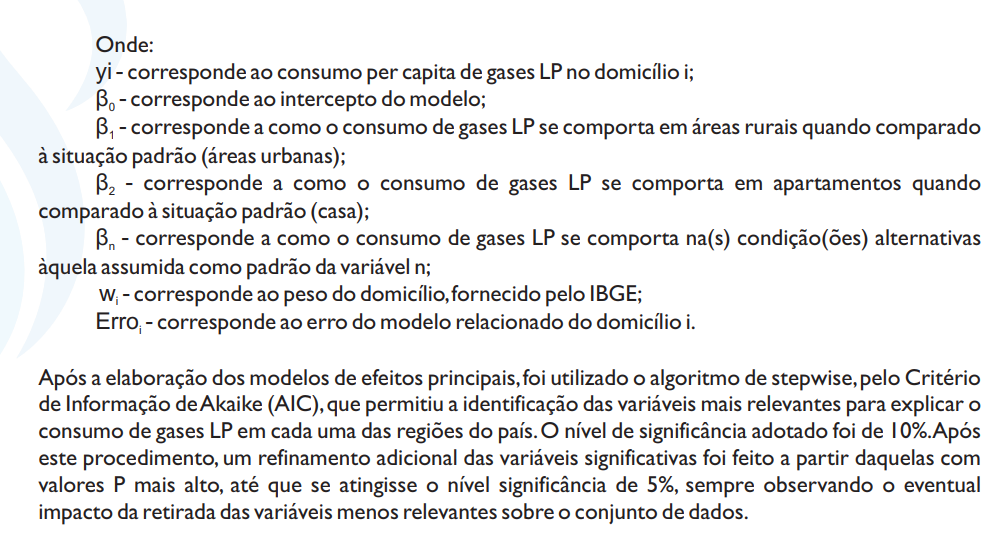 Onde:
yi - corresponde ao consumo per capita de gases LP no domicílio i;
β₀ - corresponde ao intercepto do modelo;
β₁ - corresponde a como o consumo de gases LP se comporta em áreas rurais quando comparado
à situação padrão (áreas urbanas);
β₂ - corresponde a como o consumo de gases LP se comporta em apartamentos quando
comparado à situação padrão (casa);
βₙ - corresponde a como o consumo de gases LP se comporta na(s) condição(ões) alternativas
àquela assumida como padrão da variável n;
wᵢ - corresponde ao peso do domicílio, fornecido pelo IBGE;
Erroᵢ - corresponde ao erro do modelo relacionado do domicílio i.
Após a elaboração dos modelos de efeitos principais, foi utilizado o algoritmo de stepwise, pelo Critério
de Informação de Akaike (AIC), que permitiu a identificação das variáveis mais relevantes para explicar o
consumo de gases LP em cada uma das regiões do país. O nível de significância adotado foi de 10%. Após
este procedimento, um refinamento adicional das variáveis significativas foi feito a partir daquelas com
valores P mais alto, até que se atingisse o nível significância de 5%, sempre observando o eventual
impacto da retirada das variáveis menos relevantes sobre o conjunto de dados.